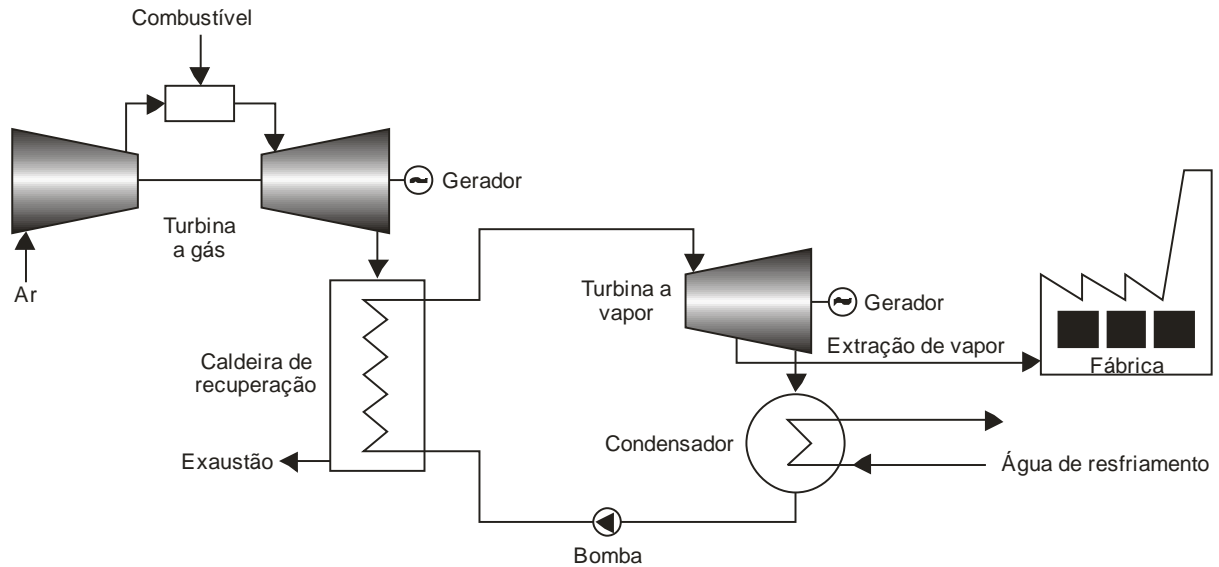 Combustível
Gerador
Turbina
a gás
Ar
Turbina a
vapor
Gerador
Extração de vapor
Fábrica
Caldeira de
recuperação
Condensador
Exaustão
Água de resfriamento
Bomba